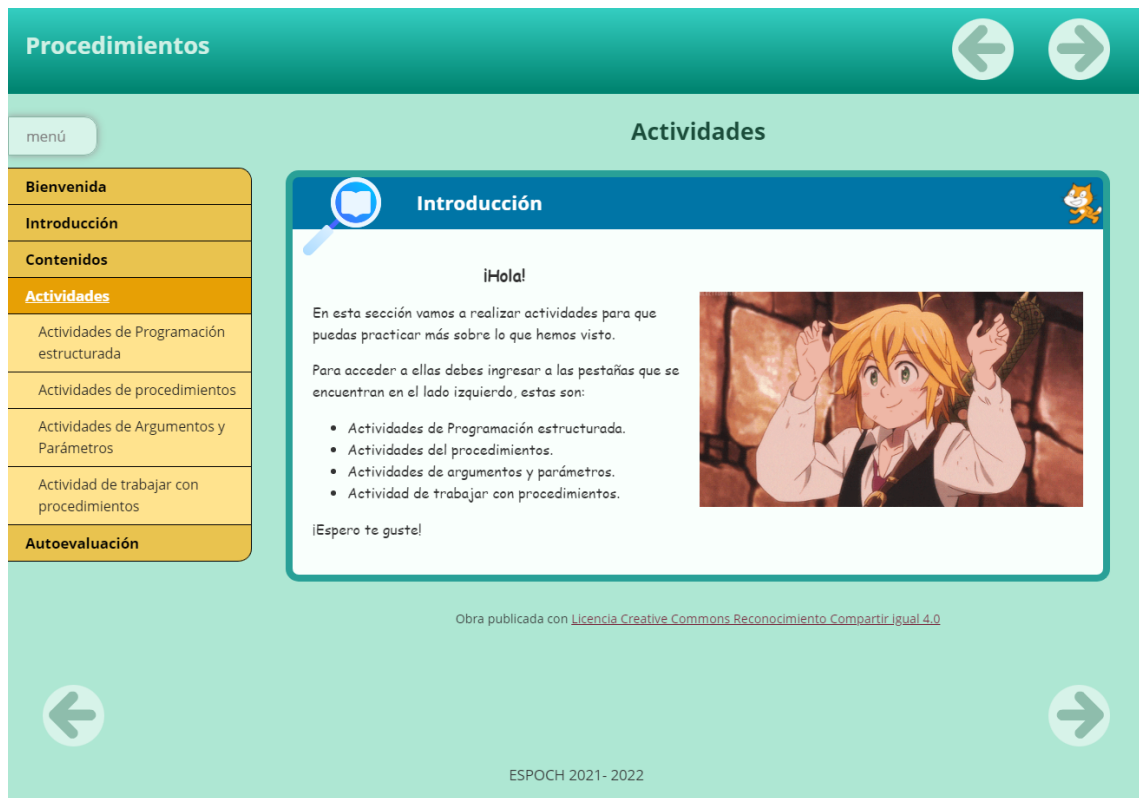 Procedimientos
menú
Bienvenida
Introducción
Contenidos
Actividades
Actividades de Programación
estructurada
Actividades de procedimientos
Actividades de Argumentos y
Parámetros
Actividad de trabajar con
procedimientos
Autoevaluación
Actividades
Introducción
¡Hola!
En esta sección vamos a realizar actividades para que
puedas practicar más sobre lo que hemos visto.
Para acceder a ellas debes ingresar a las pestañas que se
encuentran en el lado izquierdo, estas son:
Actividades de Programación estructurada.
Actividades del procedimientos.
Actividades de argumentos y parámetros.
Actividad de trabajar con procedimientos.
¡Espero te guste!
Obra publicada con Licencia Creative Commons Reconocimiento Compartir igual 4.0
ESPOCH 2021- 2022